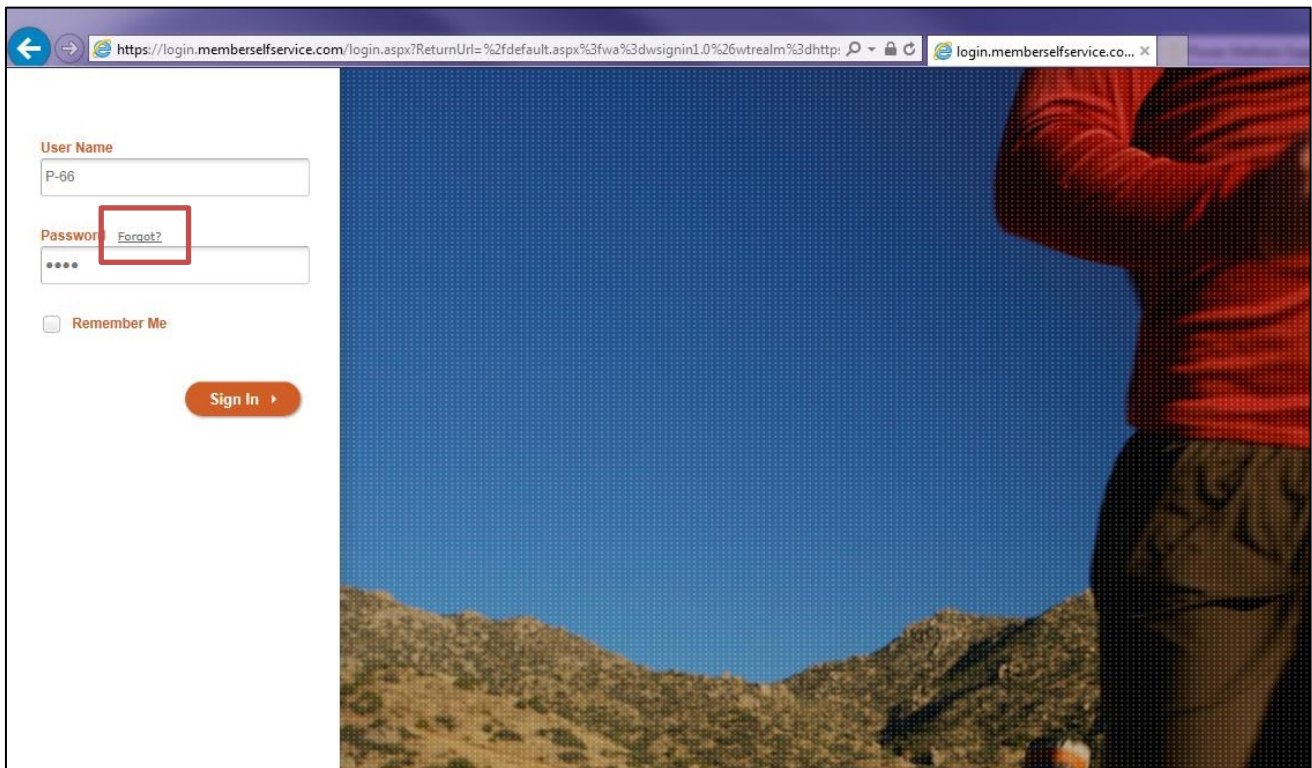 https://login.memberselfservice.com/login.aspx?ReturnUrl=%2fdefault.aspx%3fwa%3dwsignin1.0%26wtrealm%3dhttp:
login.memberselfservice.co...
User Name
P-66
Password Forgot?
••••
Remember Me
Sign In